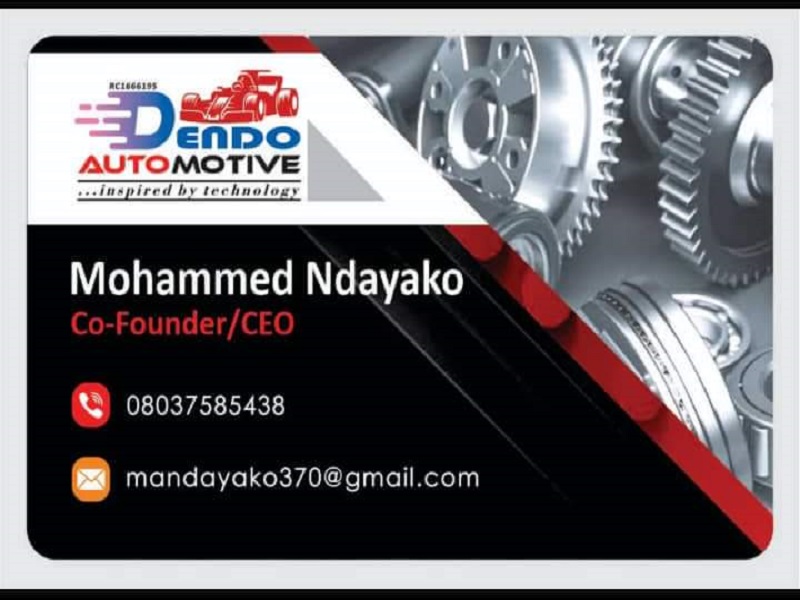 RC1666195
DENDO
AUTOMOTIVE
...inspired by technology
Mohammed Ndayako
Co-Founder/CEO
08037585438
mandayako370@gmail.com